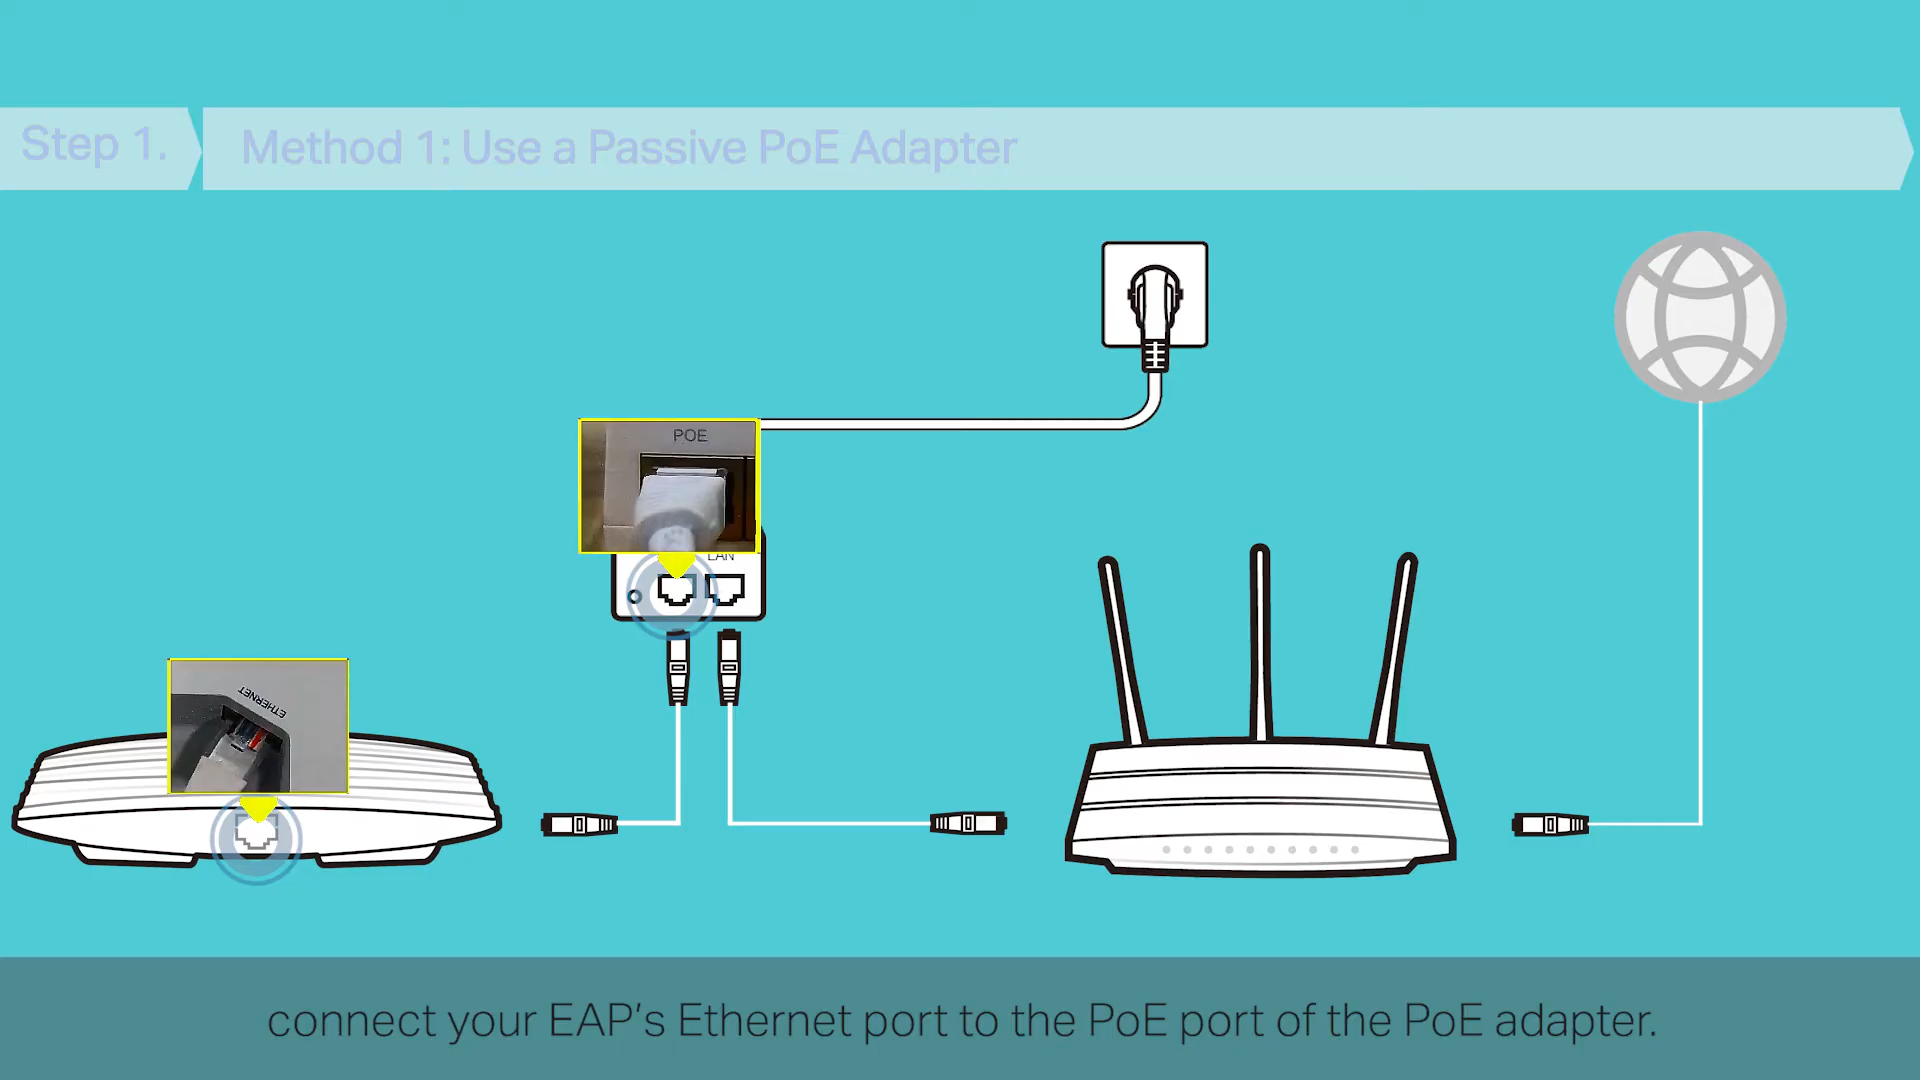 Step 1.
Method 1: Use a Passive PoE Adapter
POE
LAN
ETHERNET
connect your EAP's Ethernet port to the PoE port of the PoE adapter.